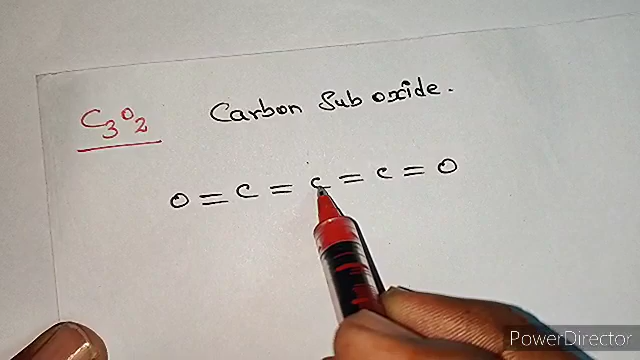 C₃O₂ Carbon Sub oxide.
O = C = C = C = O
PowerDirector